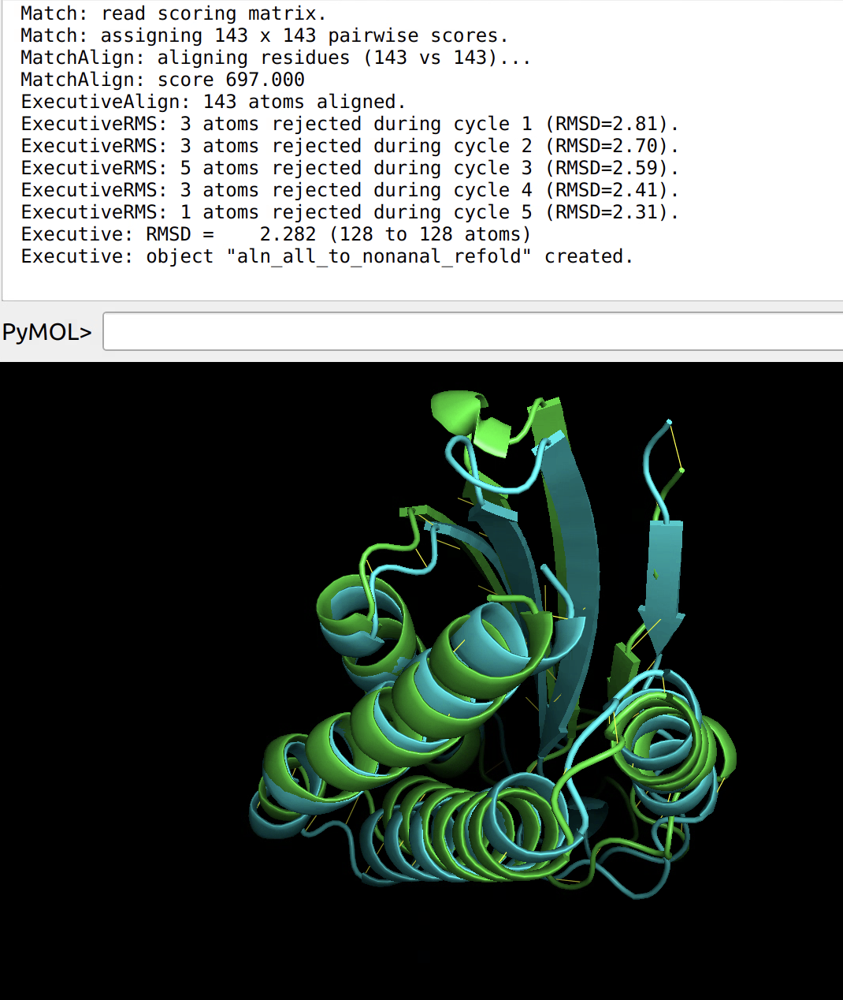 Match: read scoring matrix.
Match: assigning 143 x 143 pairwise scores.
MatchAlign: aligning residues (143 vs 143)...
MatchAlign: score 697.000
ExecutiveAlign: 143 atoms aligned.
ExecutiveRMS: 3 atoms rejected during cycle 1 (RMSD=2.81).
ExecutiveRMS: 3 atoms rejected during cycle 2 (RMSD=2.70).
ExecutiveRMS: 5 atoms rejected during cycle 3 (RMSD=2.59).
ExecutiveRMS: 3 atoms rejected during cycle 4 (RMSD=2.41).
ExecutiveRMS: 1 atoms rejected during cycle 5 (RMSD=2.31).
Executive: RMSD =    2.282 (128 to 128 atoms)
Executive: object "aln_all_to_nonanal_refold" created.
PyMOL>